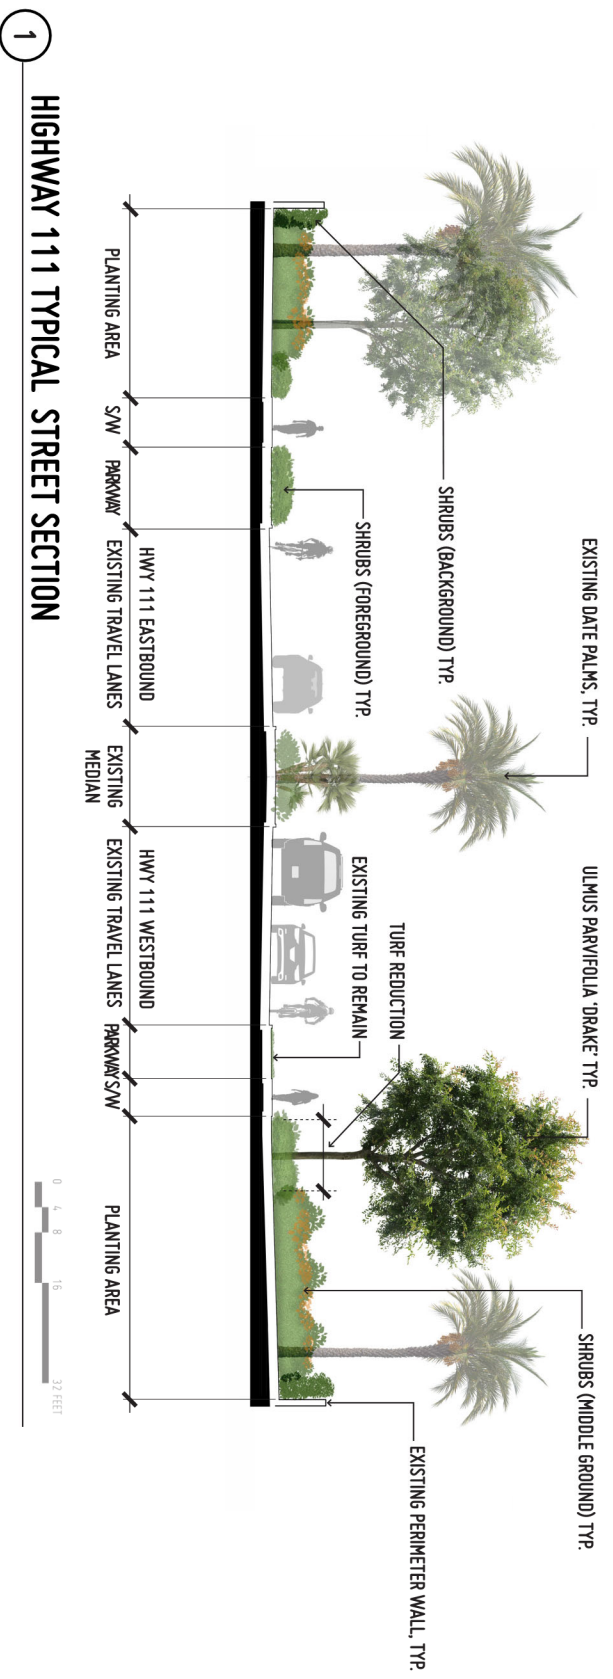 EXISTING DATE PALMS, TYP.
ULMUS PARVIFOLIA 'DRAKE' TYP.
SHRUBS (MIDDLE GROUND) TYP.
SHRUBS (BACKGROUND) TYP.
TURF REDUCTION
EXISTING PERIMETER WALL, TYP.
SHRUBS (FOREGROUND) TYP.
EXISTING TURF TO REMAIN
HWY 111 EASTBOUND
HWY 111 WESTBOUND
PLANTING AREA
S/W
PARKWAY
EXISTING TRAVEL LANES
EXISTING
MEDIAN
EXISTING TRAVEL LANES
PARKWAY
S/W
PLANTING AREA
0 4 8 16 32 FEET
1
HIGHWAY 111 TYPICAL STREET SECTION